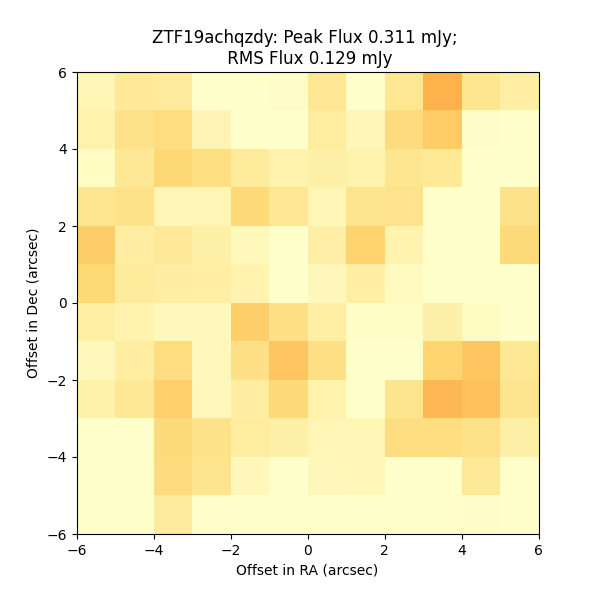 ZTF19achqzdy: Peak Flux 0.311 mJy;
RMS Flux 0.129 mJy
6
4
2
0
−2
−4
−6
Offset in Dec (arcsec)
−6 −4 −2 0 2 4 6
Offset in RA (arcsec)